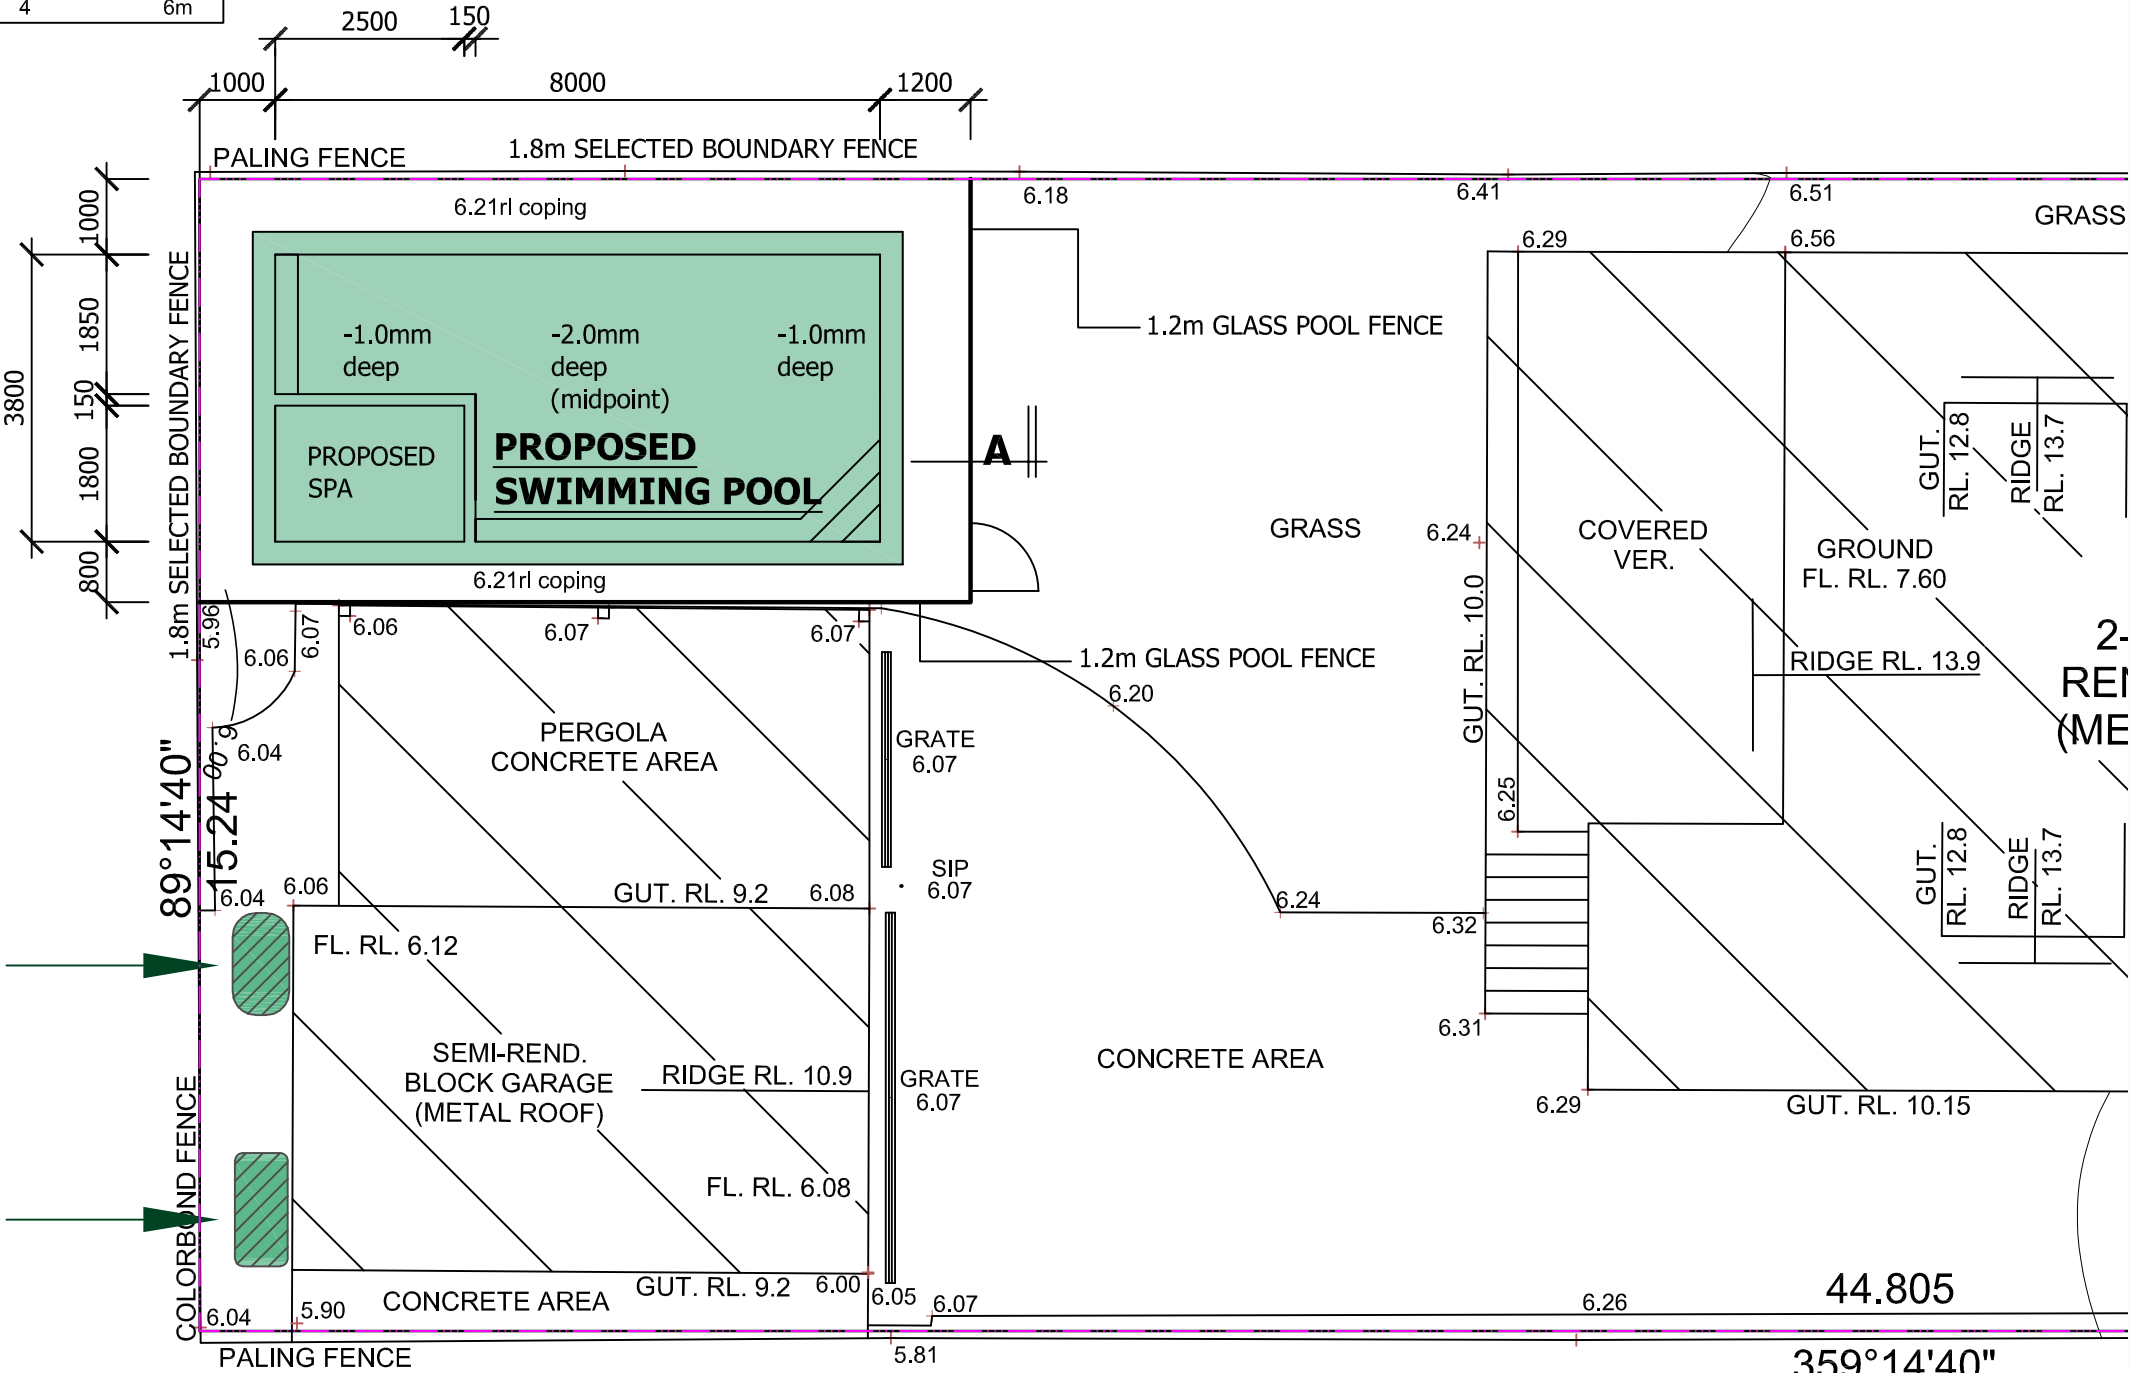 4 6m
2500 150
1000 8000 1200
PALING FENCE
1.8m SELECTED BOUNDARY FENCE
6.18
6.41
6.51
GRASS
6.21rl coping
1000
1850
150
1800
800
3800
1.8m SELECTED BOUNDARY FENCE
-1.0mm
deep
-2.0mm
deep
(midpoint)
-1.0mm
deep
PROPOSED
SPA
PROPOSED
SWIMMING POOL
6.21rl coping
A
1.2m GLASS POOL FENCE
6.29
6.56
GRASS
6.24
GUT. RL. 10.0
COVERED
VER.
GROUND
FL. RL. 7.60
GUT.
RL. 12.8
RIDGE
RL. 13.7
RIDGE RL. 13.9
2-
REN
(ME
5.96
6.07
6.06
6.06
6.07
6.07
1.2m GLASS POOL FENCE
6.20
6.04
6.00
PERGOLA
CONCRETE AREA
GRATE
6.07
6.25
89°14'40"
15.24
6.04
6.06
GUT. RL. 9.2
6.08
SIP
6.07
6.24
6.32
GUT.
RL. 12.8
RIDGE
RL. 13.7
FL. RL. 6.12
SEMI-REND.
BLOCK GARAGE
(METAL ROOF)
RIDGE RL. 10.9
GRATE
6.07
CONCRETE AREA
6.31
6.29
GUT. RL. 10.15
FL. RL. 6.08
COLORBOND FENCE
6.04
5.90
CONCRETE AREA
GUT. RL. 9.2
6.00
6.05
6.07
6.26
44.805
PALING FENCE
5.81
359°14'40"